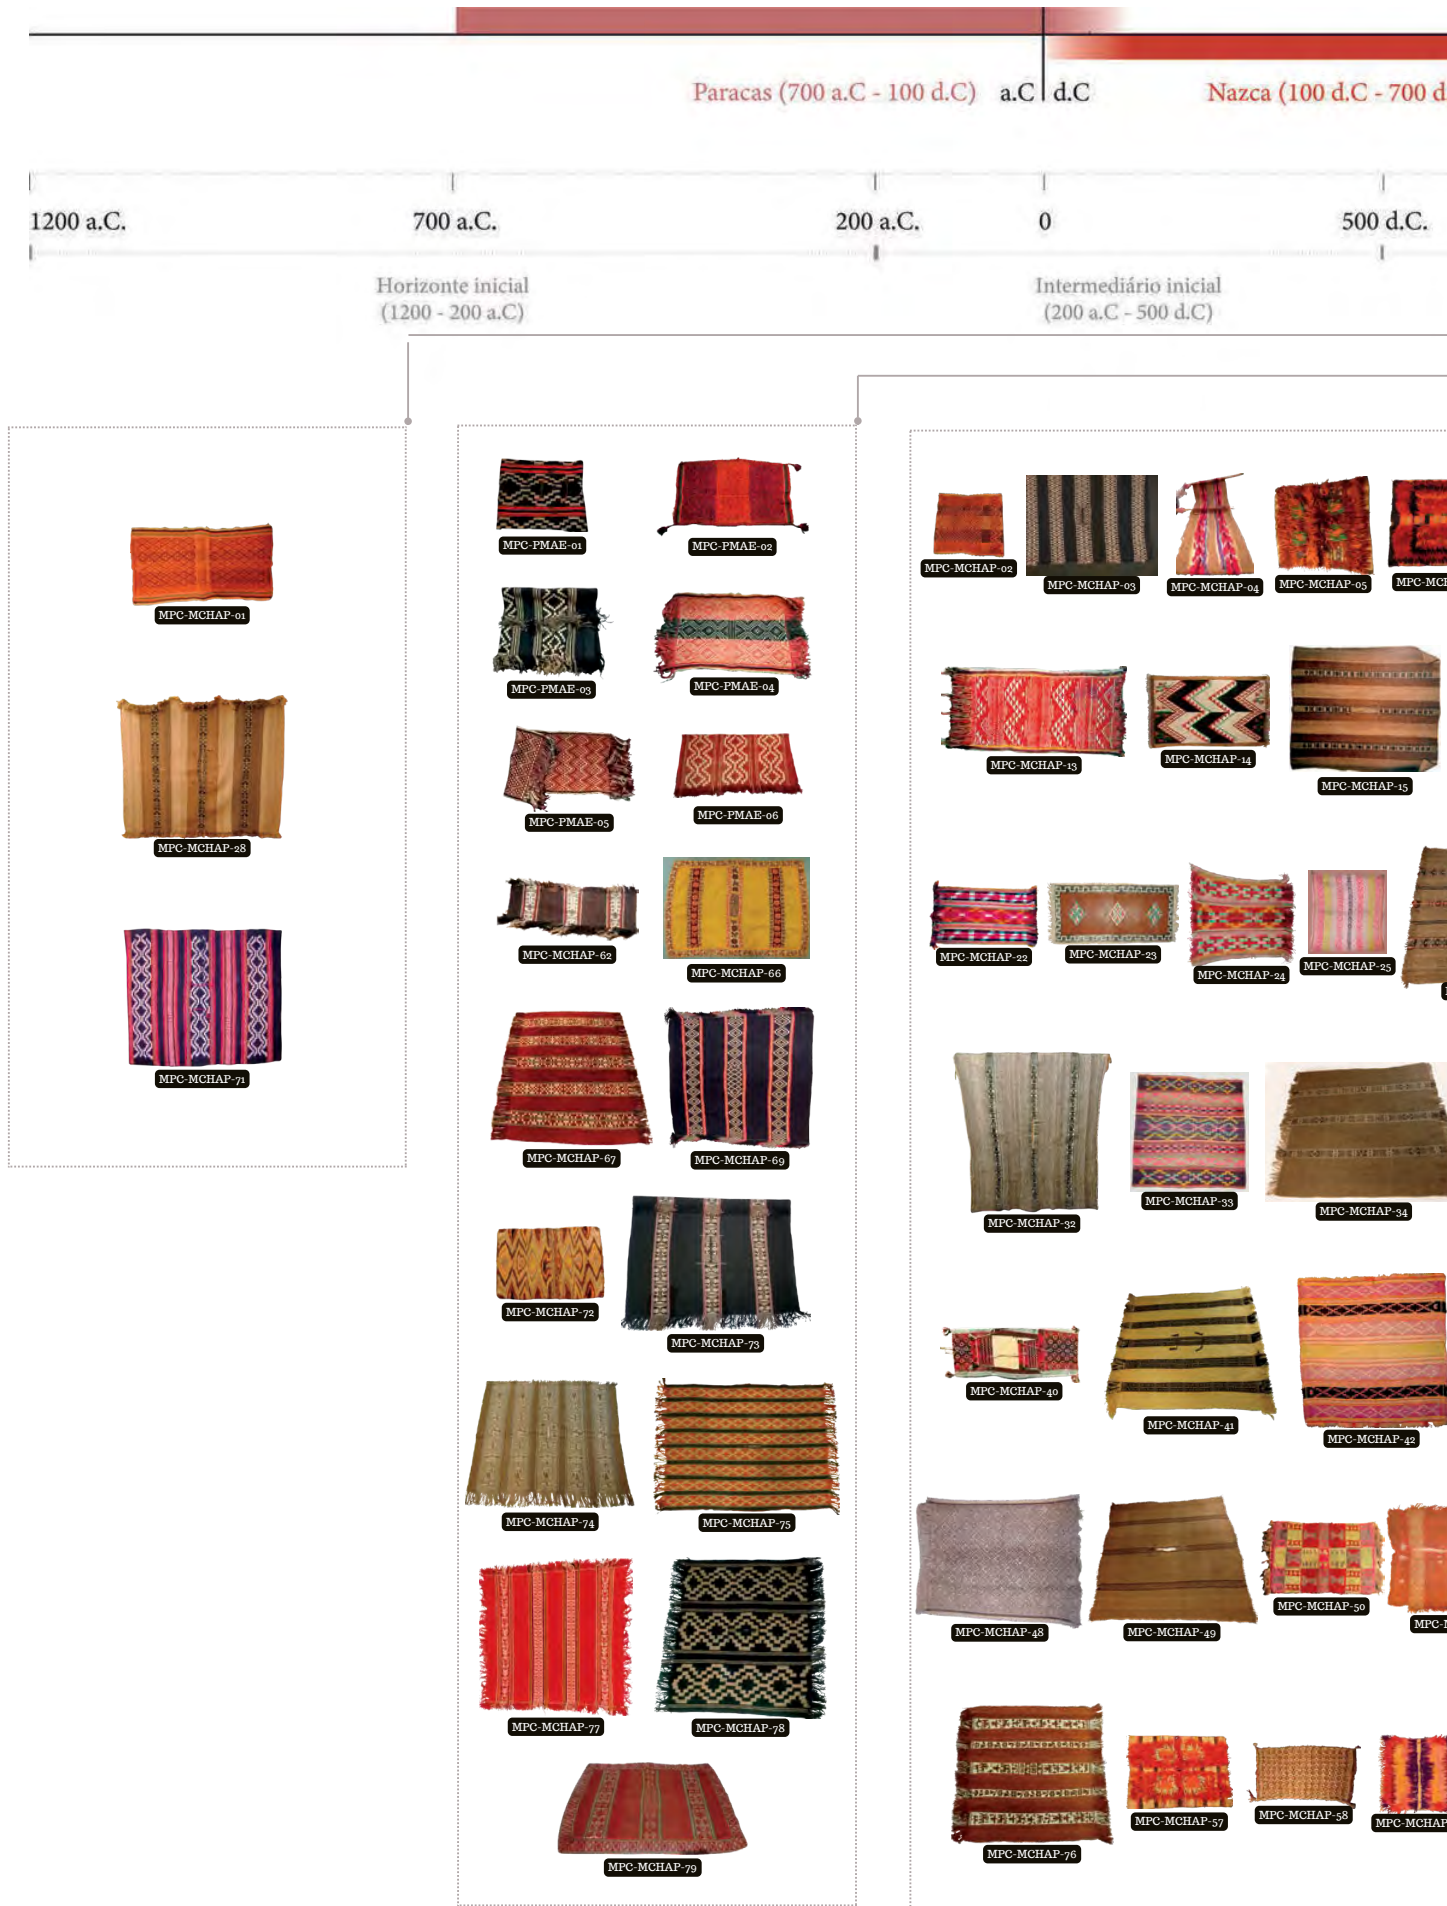 Paracas (700 a.C - 100 d.C)
a.C
d.C
Nazca (100 d.C - 700 d
1200 a.C.
700 a.C.
200 a.C.
0
500 d.C.
Horizonte inicial
(1200 - 200 a.C)
Intermediário inicial
(200 a.C - 500 d.C)
MPC-MCHAP-01
MPC-MCHAP-28
MPC-MCHAP-71
MPC-PMAE-01
MPC-PMAE-02
MPC-PMAE-03
MPC-PMAE-04
MPC-PMAE-05
MPC-PMAE-06
MPC-MCHAP-62
MPC-MCHAP-66
MPC-MCHAP-67
MPC-MCHAP-69
MPC-MCHAP-72
MPC-MCHAP-73
MPC-MCHAP-74
MPC-MCHAP-75
MPC-MCHAP-77
MPC-MCHAP-78
MPC-MCHAP-79
MPC-MCHAP-02
MPC-MCHAP-03
MPC-MCHAP-04
MPC-MCHAP-05
MPC-MCH
MPC-MCHAP-13
MPC-MCHAP-14
MPC-MCHAP-15
MPC-MCHAP-22
MPC-MCHAP-23
MPC-MCHAP-24
MPC-MCHAP-25
MPC-MCHAP-32
MPC-MCHAP-33
MPC-MCHAP-34
MPC-MCHAP-40
MPC-MCHAP-41
MPC-MCHAP-42
MPC-MCHAP-48
MPC-MCHAP-49
MPC-MCHAP-50
MPC-M
MPC-MCHAP-76
MPC-MCHAP-57
MPC-MCHAP-58
MPC-MCHAP